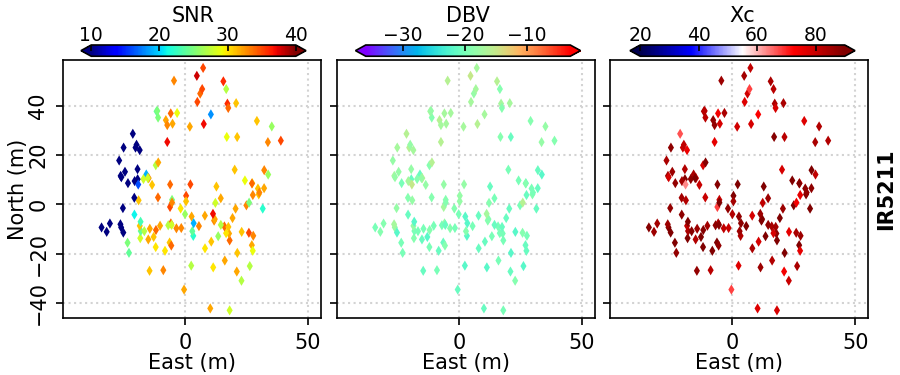 SNR
DBV
Xc
10 20 30 40
−30 −20 −10
20 40 60 80
North (m)
40
20
0
−20
−40
0 50
0 50
0 50
East (m)
East (m)
East (m)
IR5211